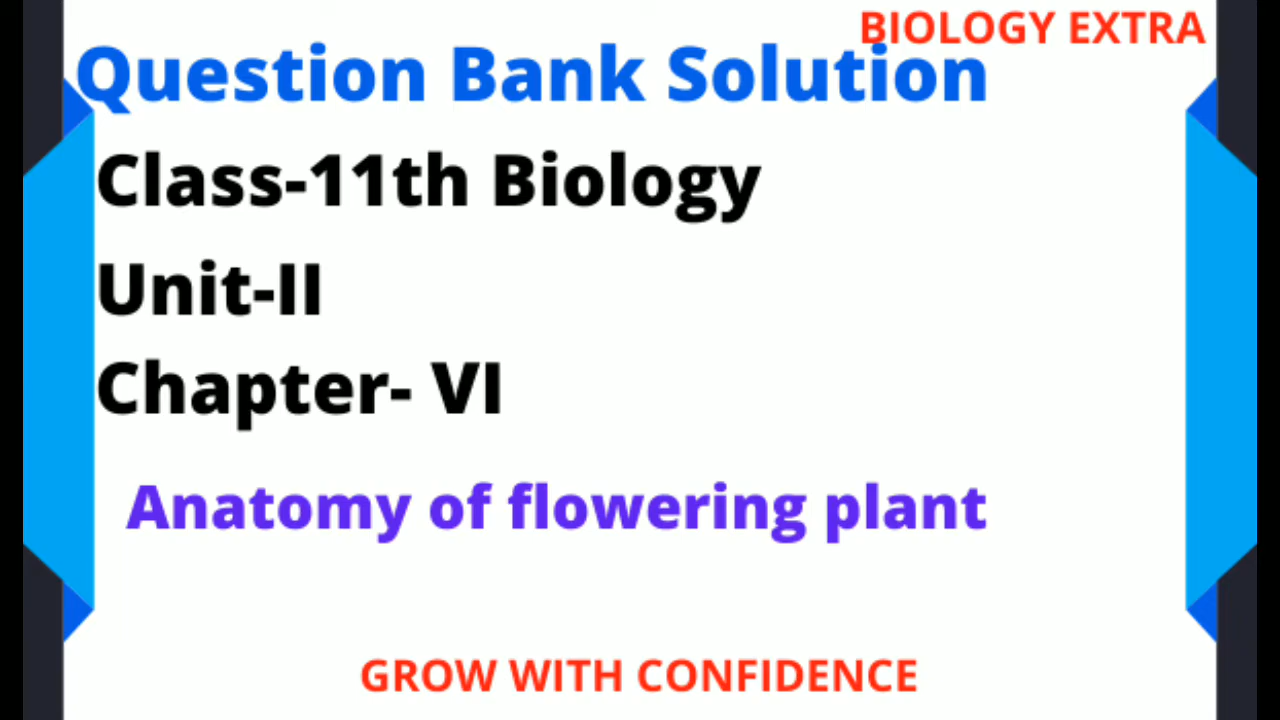 BIOLOGY EXTRA
Question Bank Solution
Class-11th Biology
Unit-II
Chapter- VI
Anatomy of flowering plant
GROW WITH CONFIDENCE